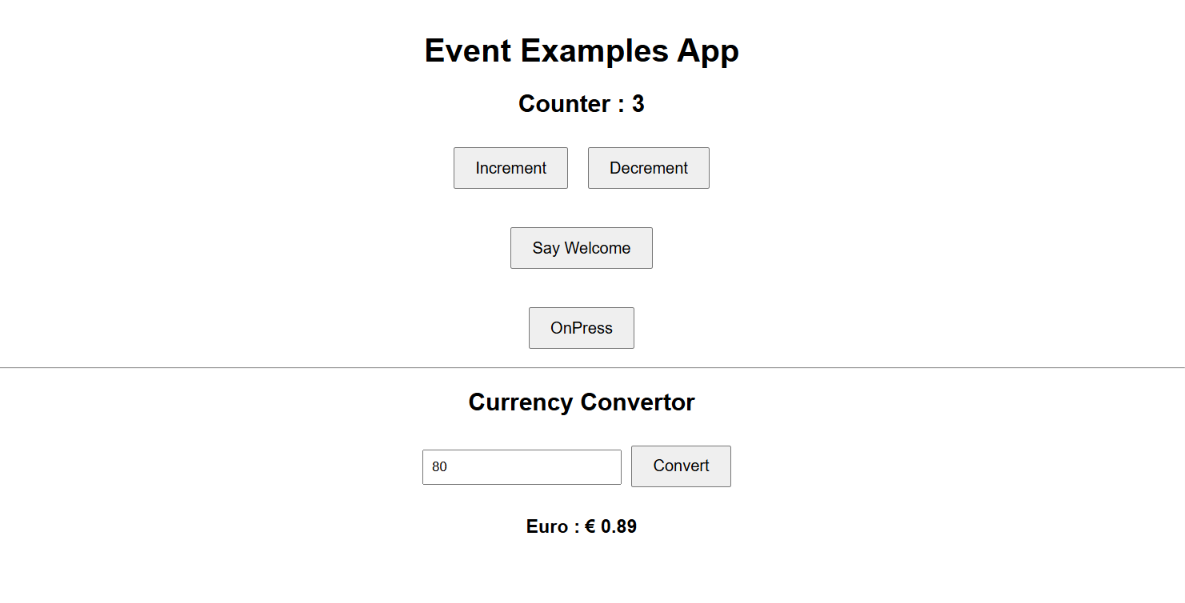 Event Examples App
Counter : 3
Increment Decrement
Say Welcome
OnPress
Currency Convertor
80 Convert
Euro : € 0.89